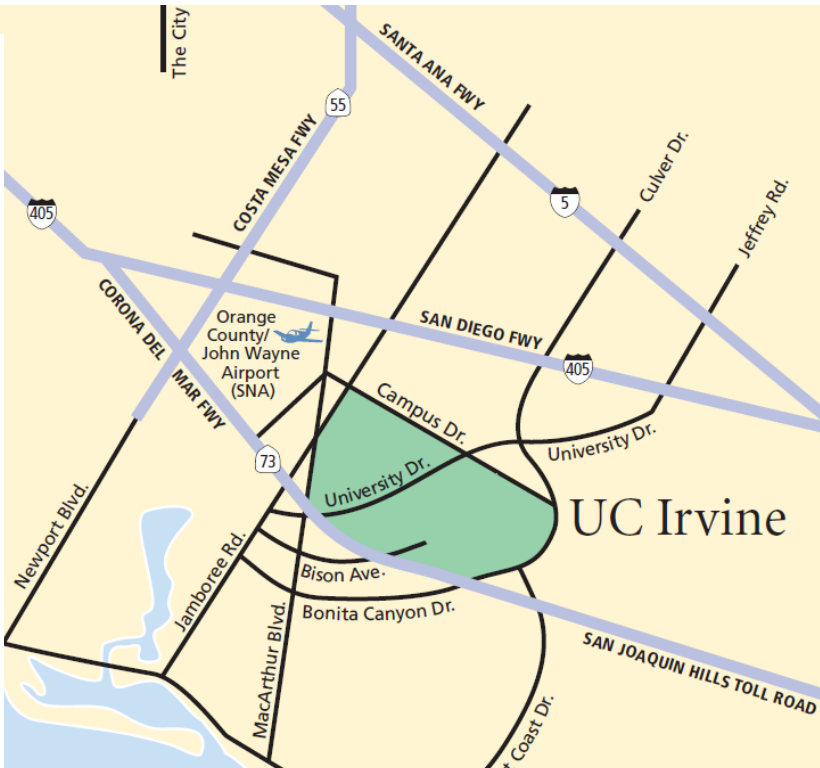 The City
SANTA ANA FWY
55
COSTA MESA FWY
Culver Dr.
5
Jeffrey Rd.
405
CORONA DEL
MAR FWY
Orange
County/
John Wayne
Airport
(SNA)
SAN DIEGO FWY
405
Campus Dr.
University Dr.
73
University Dr.
UC Irvine
Newport Blvd.
Jamboree Rd.
Bison Ave.
Bonita Canyon Dr.
MacArthur Blvd.
SAN JOAQUIN HILLS TOLL ROAD
Coast Dr.